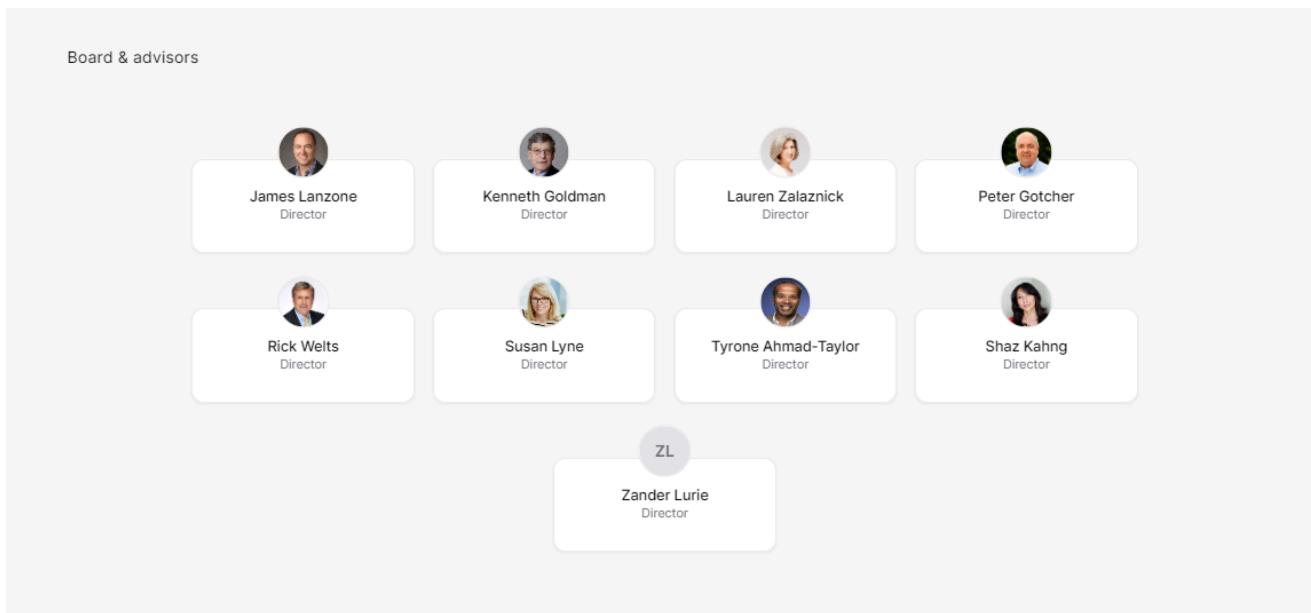 Board & advisors
James Lanzone
Director
Kenneth Goldman
Director
Lauren Zalaznick
Director
Peter Gotcher
Director
Rick Welts
Director
Susan Lyne
Director
Tyrone Ahmad-Taylor
Director
Shaz Kahng
Director
ZL
Zander Lurie
Director